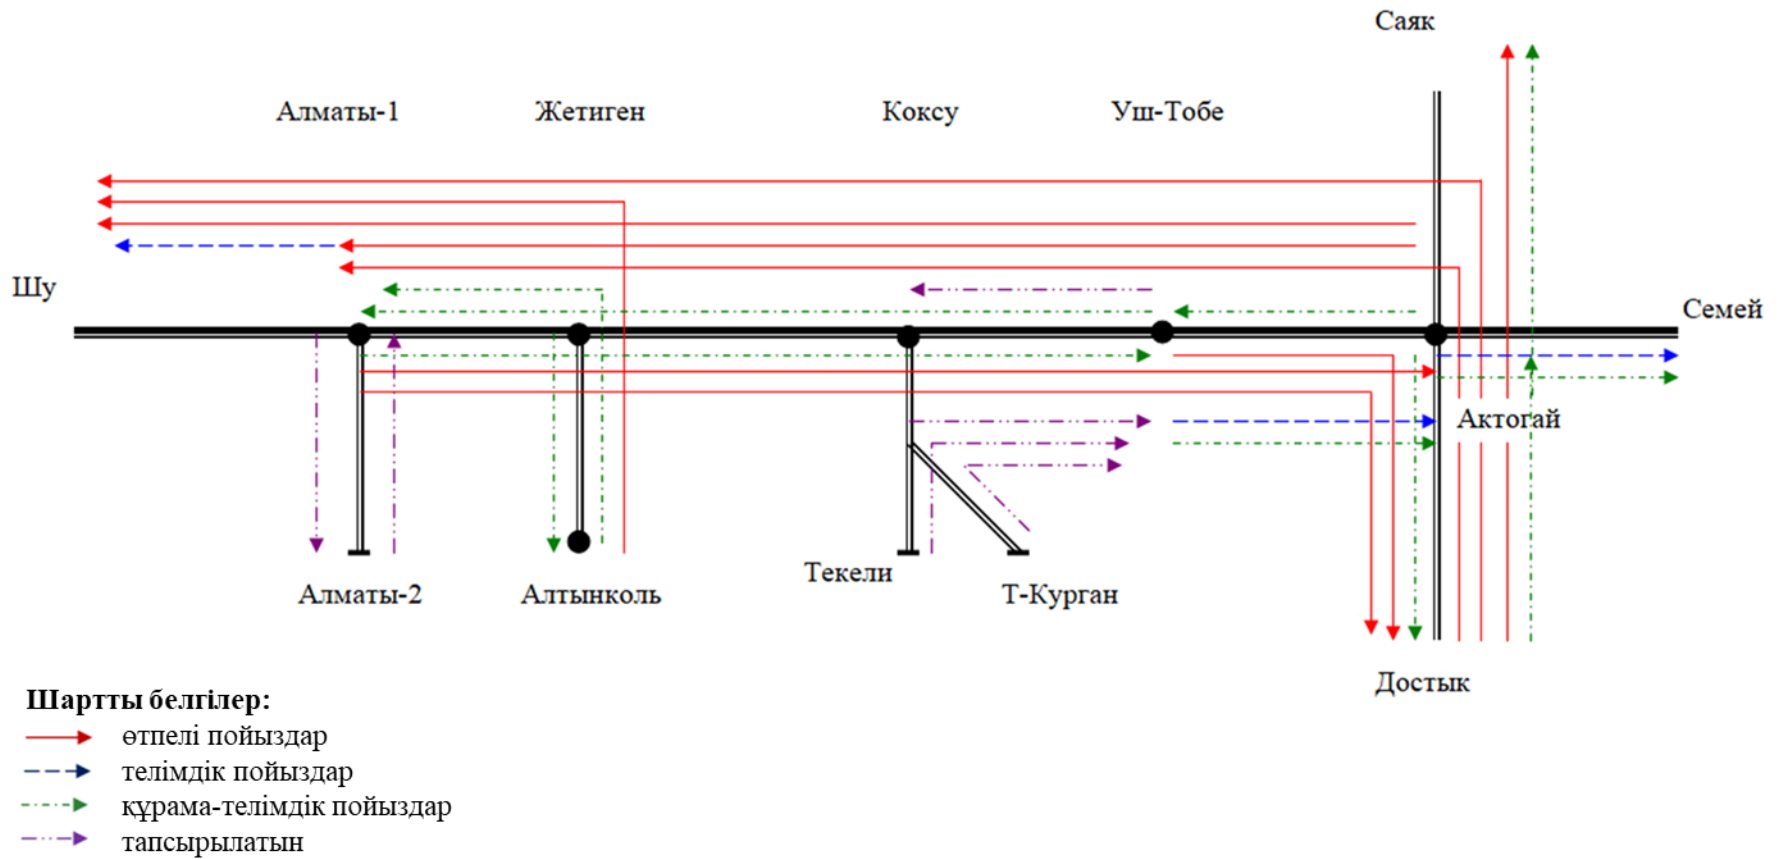 Саяк
Алматы-1
Жетиген
Коксу
Уш-Тобе
Шу
Семей
Актогай
Текели
Алматы-2
Алтынколь
Т-Курган
Достык
Шартты белгілер:
өтпелі пойыздар
телімдік пойыздар
құрама-телімдік пойыздар
тапсырылатын